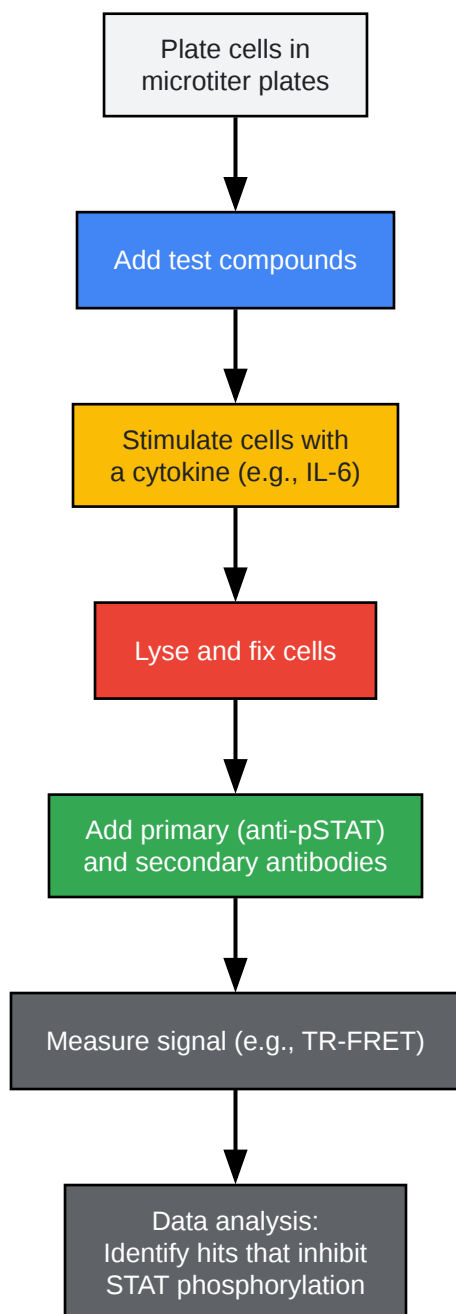 Plate cells in
microtiter plates
Add test compounds
Stimulate cells with
a cytokine (e.g., IL-6)
Lyse and fix cells
Add primary (anti-pSTAT)
and secondary antibodies
Measure signal (e.g., TR-FRET)
Data analysis:
Identify hits that inhibit
STAT phosphorylation